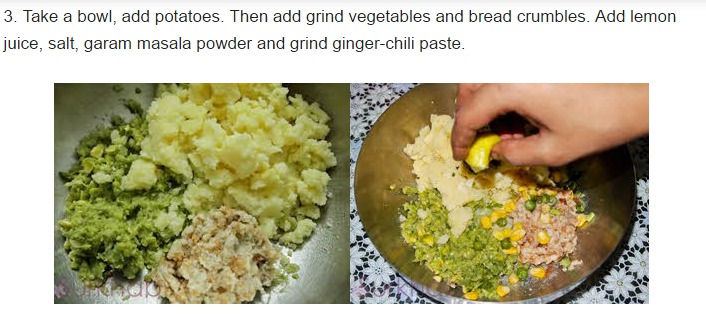 3. Take a bowl, add potatoes. Then add grind vegetables and bread crumbles. Add lemon
juice, salt, garam masala powder and grind ginger-chili paste.